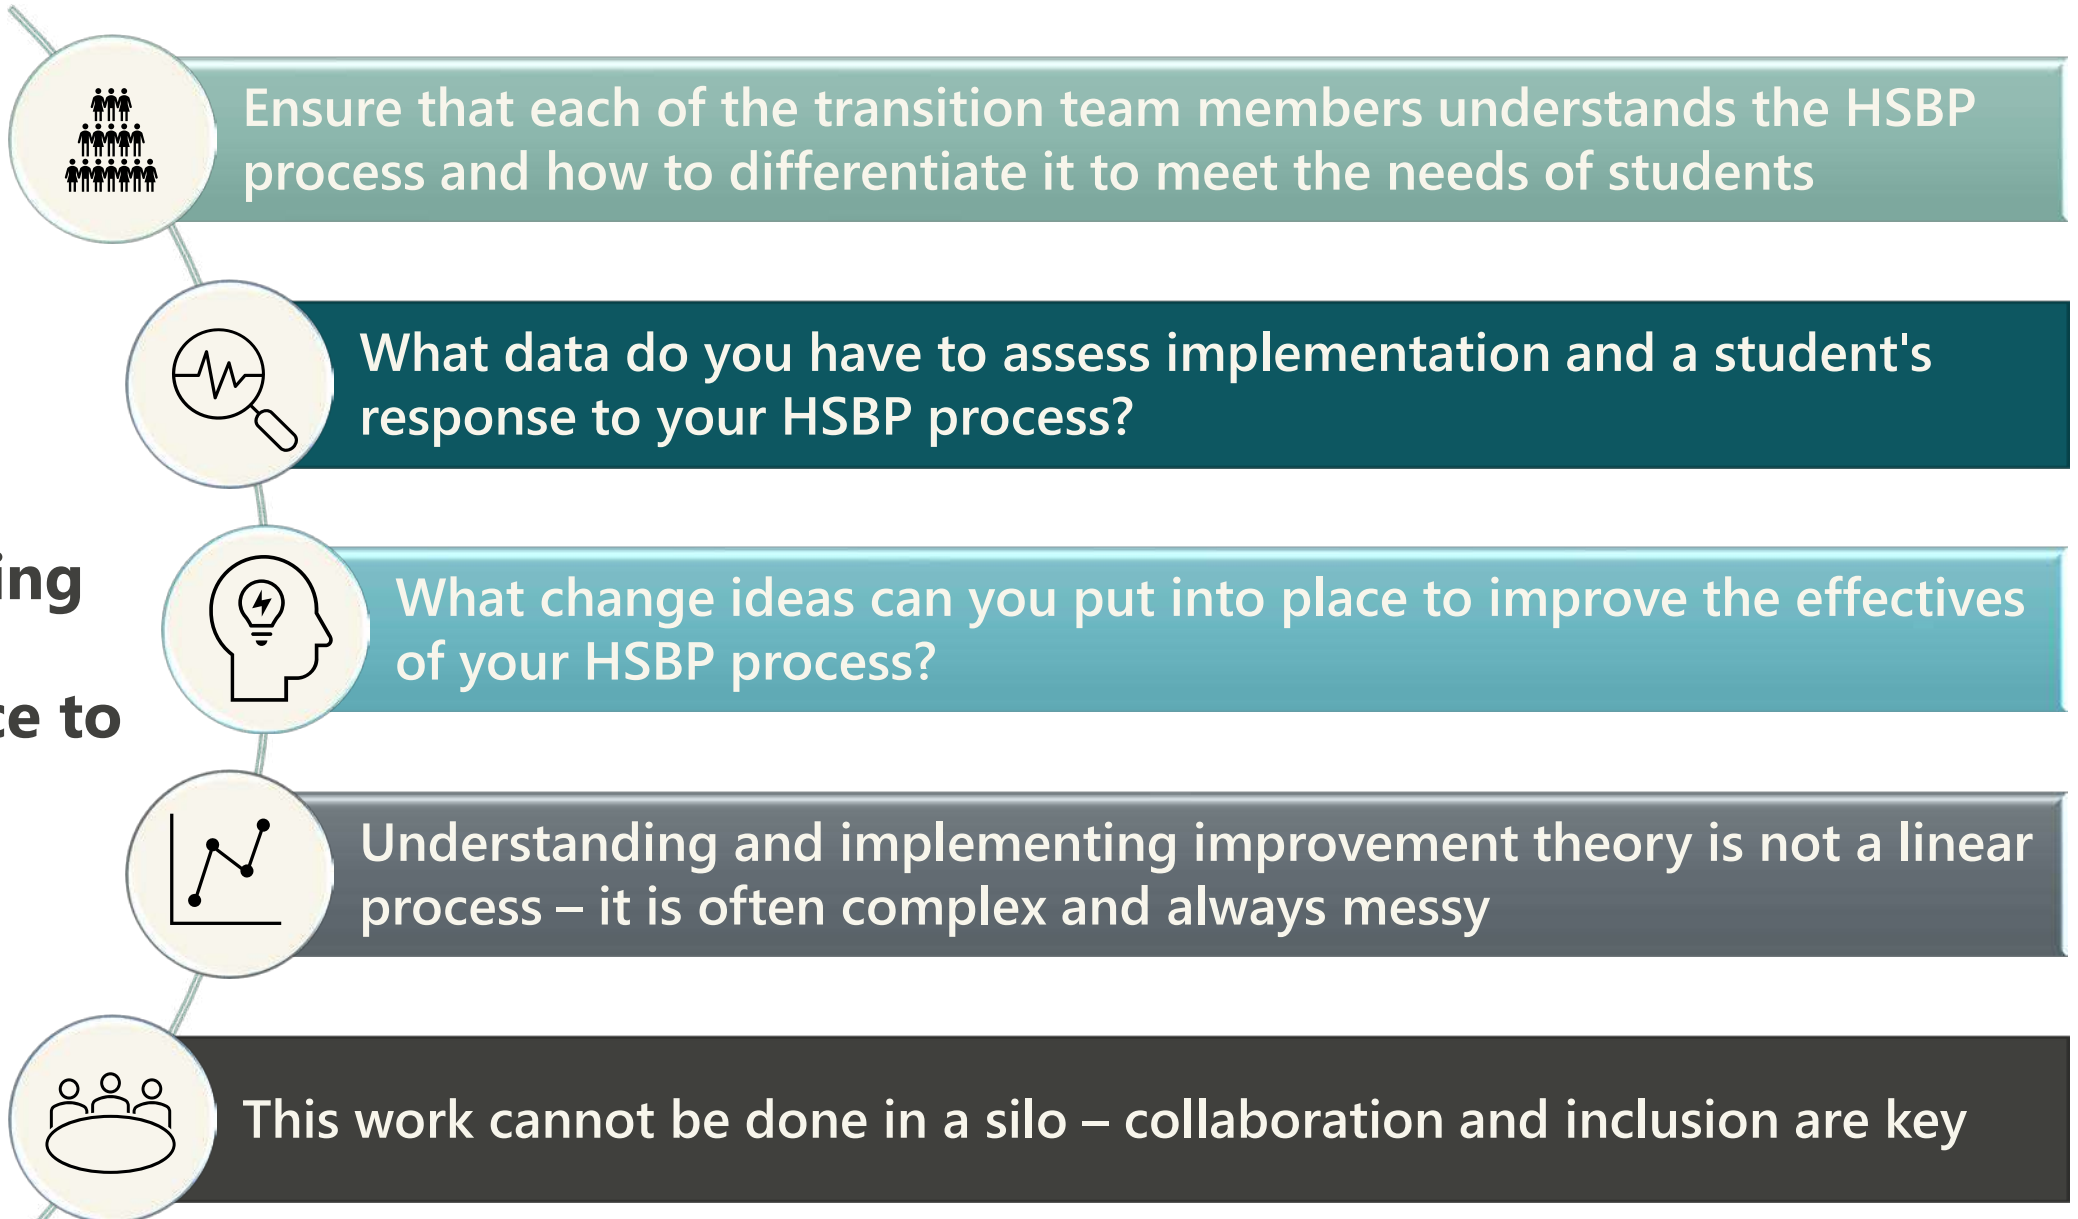 Ensure that each of the transition team members understands the HSBP
process and how to differentiate it to meet the needs of students
What data do you have to assess implementation and a student's
response to your HSBP process?
ing
ce to
What change ideas can you put into place to improve the effectives
of your HSBP process?
Understanding and implementing improvement theory is not a linear
process – it is often complex and always messy
This work cannot be done in a silo – collaboration and inclusion are key